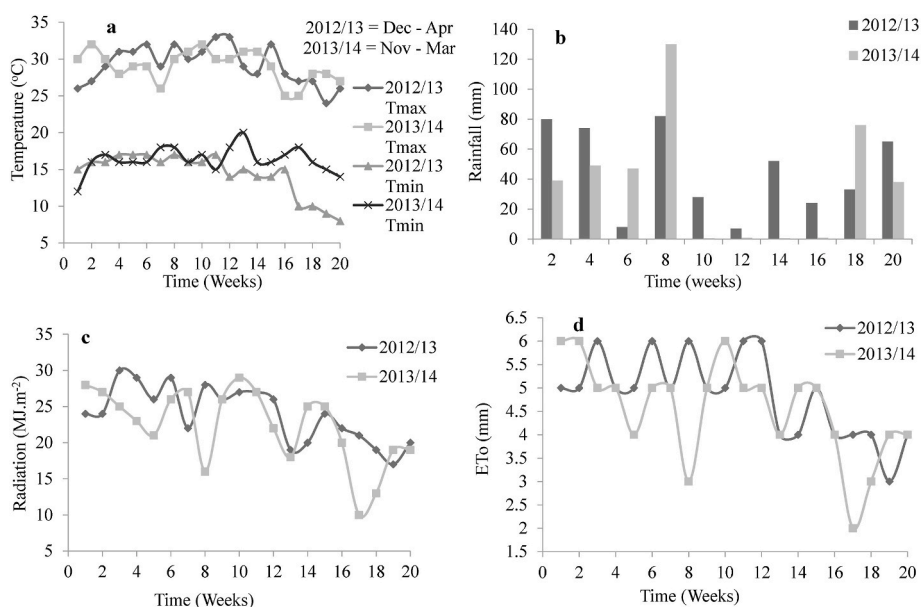 a
2012/13 = Dec - Apr
2013/14 = Nov - Mar
Temperature (°C)
35
30
25
20
15
10
5
0 2 4 6 8 10 12 14 16 18 20
Time (Weeks)
2012/13
Tmax
2013/14
Tmax
2012/13
Tmin
2013/14
Tmin
b
2012/13
2013/14
Rainfall (mm)
140
120
100
80
60
40
20
0
2 4 6 8 10 12 14 16 18 20
Time (weeks)
c
2012/13
2013/14
Radiation (MJ.m-2)
35
30
25
20
15
10
5
0 2 4 6 8 10 12 14 16 18 20
Time (Weeks)
d
2012/13
2013/14
ETo (mm)
6.5
6
5.5
5
4.5
4
3.5
3
2.5
2
1.5
0 2 4 6 8 10 12 14 16 18 20
Time (Weeks)